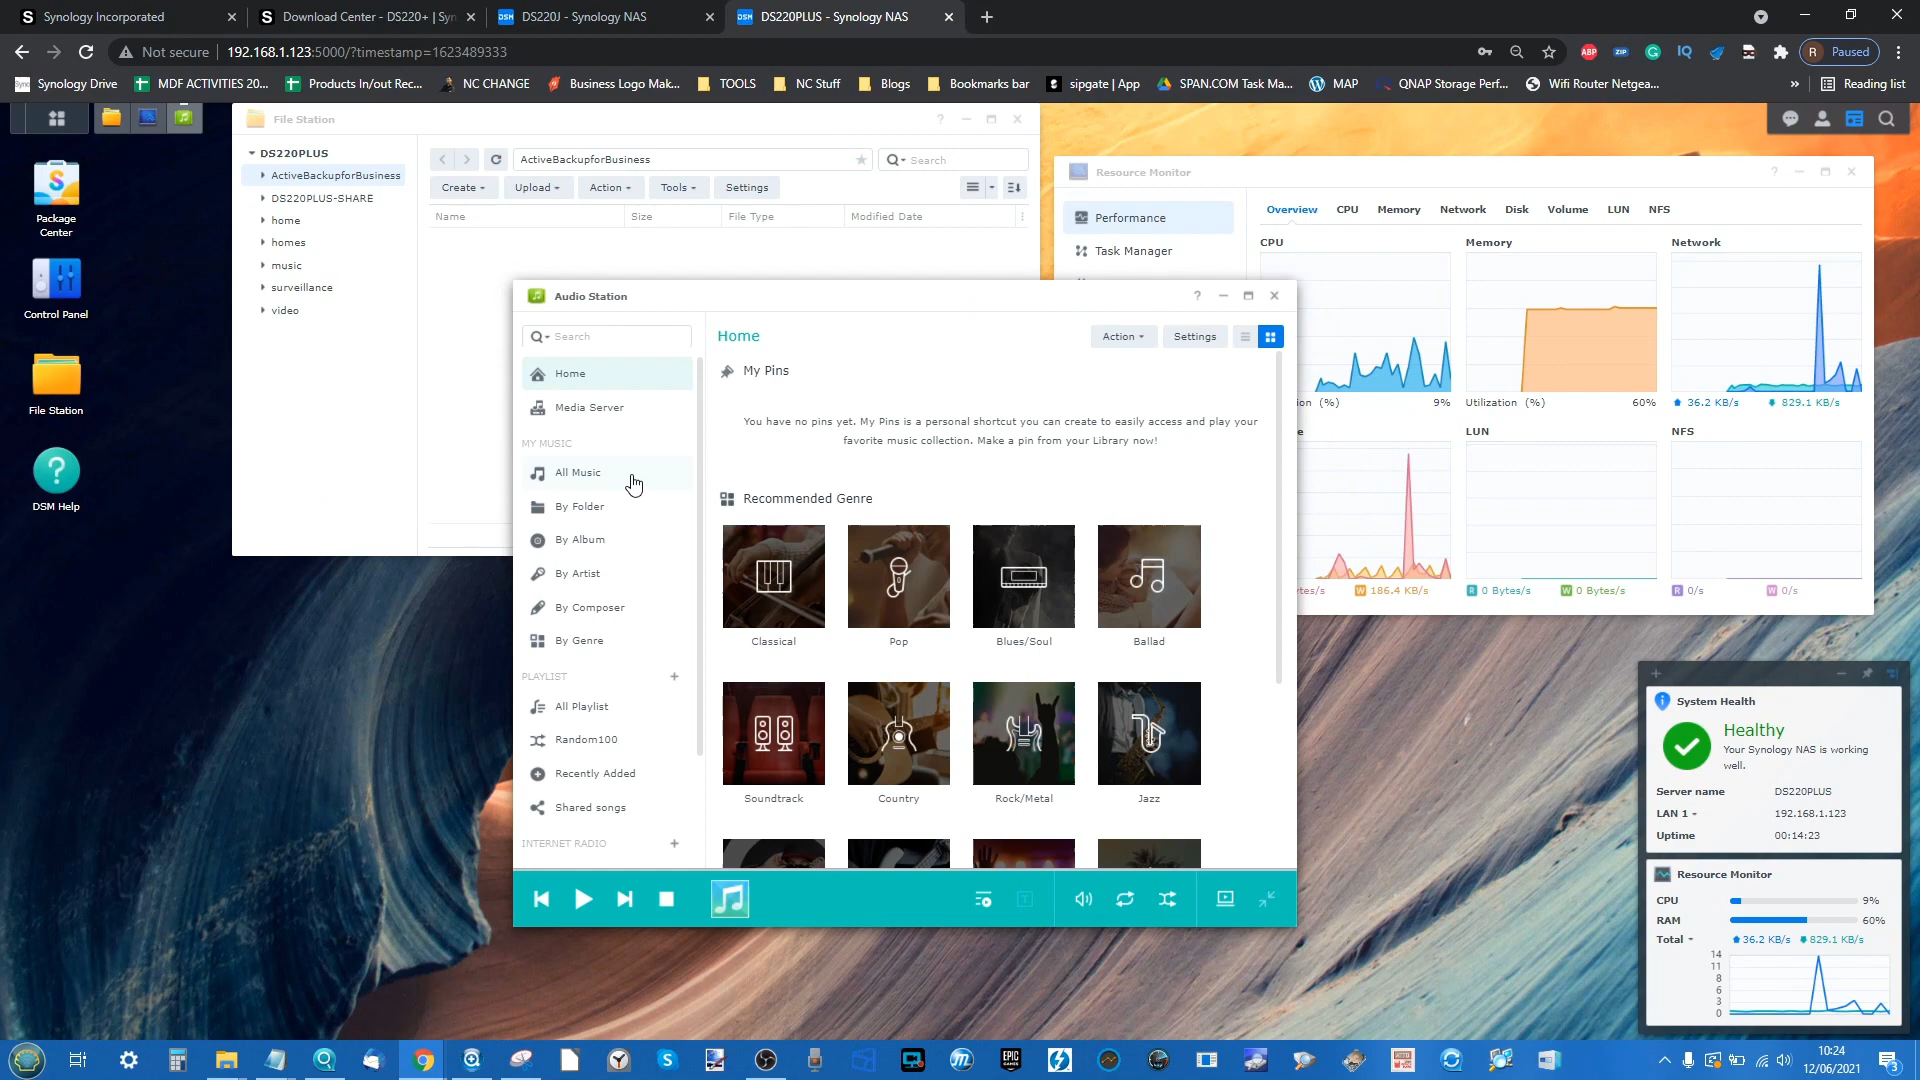 Synology Incorporated
Download Center - DS220+ | Syn
DS220J - Synology NAS
DS220PLUS - Synology NAS
Not secure
192.168.1.123:5000/?timestamp=1623489333
Paused
Synology Drive
MDF ACTIVITIES 20...
Products In/out Rec...
NC CHANGE
Business Logo Mak...
TOOLS
NC Stuff
Blogs
Bookmarks bar
sipgate | App
SPAN.COM Task Ma...
MAP
QNAP Storage Perf...
Wifi Router Netgea...
Reading list
Package
Center
Control Panel
File Station
DSM Help
File Station
DS220PLUS
ActiveBackupforBusiness
DS220PLUS-SHARE
home
homes
music
surveillance
video
ActiveBackupforBusiness
Search
Create
Upload
Action
Tools
Settings
Name
Size
File Type
Modified Date
Resource Monitor
Performance
Task Manager
Overview
CPU
Memory
Network
Disk
Volume
LUN
NFS
CPU
Memory
Network
(%)
9%
Utilization (%)
60%
36.2 KB/s
829.1 KB/s
LUN
NFS
186.4 KB/s
0 Bytes/s
0 Bytes/s
0/s
0/s
Audio Station
Search
Home
Media Server
MY MUSIC
All Music
By Folder
By Album
By Artist
By Composer
By Genre
PLAYLIST
All Playlist
Random100
Recently Added
Shared songs
INTERNET RADIO
Home
Action
Settings
My Pins
You have no pins yet. My Pins is a personal shortcut you can create to easily access and play your
favorite music collection. Make a pin from your Library now!
Recommended Genre
Classical
Pop
Blues/Soul
Ballad
Soundtrack
Country
Rock/Metal
Jazz
System Health
Healthy
Your Synology NAS is working
well.
Server name
DS220PLUS
LAN 1
192.168.1.123
Uptime
00:14:23
Resource Monitor
CPU
9%
RAM
60%
Total
36.2 KB/s
829.1 KB/s
14
11
8
6
3
0
10:24
12/06/2021